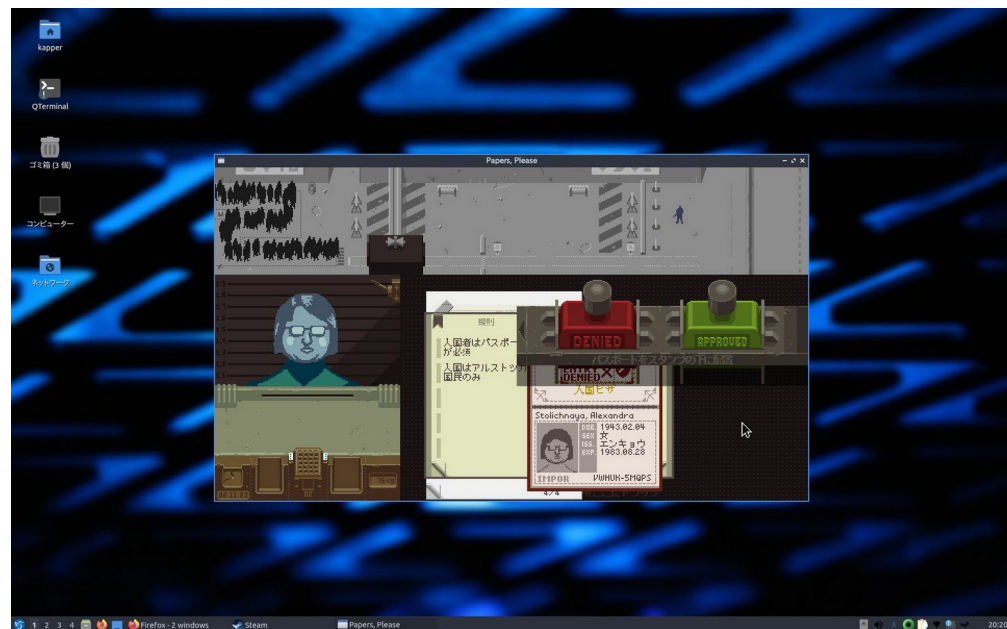 kapper
QTerminal
ゴミ箱 (3 個)
コンピューター
ネットワーク
Papers, Please
規則
入国者はパスポー
が必須
入国はアルストツカ
国民のみ
DENIED
APPROVED
パスポートをスタンプの下に配置
ENTRY
DENIED
入国ビザ
Stolichnaya, Alexandra
DOB 1943.02.04
SEX 女
ISS. エンキョウ
EXP. 1983.08.28
IMPOR VWHUK-5MQPS
4/4
1 2 3 4 Firefox - 2 windows Steam Papers, Please 20:26